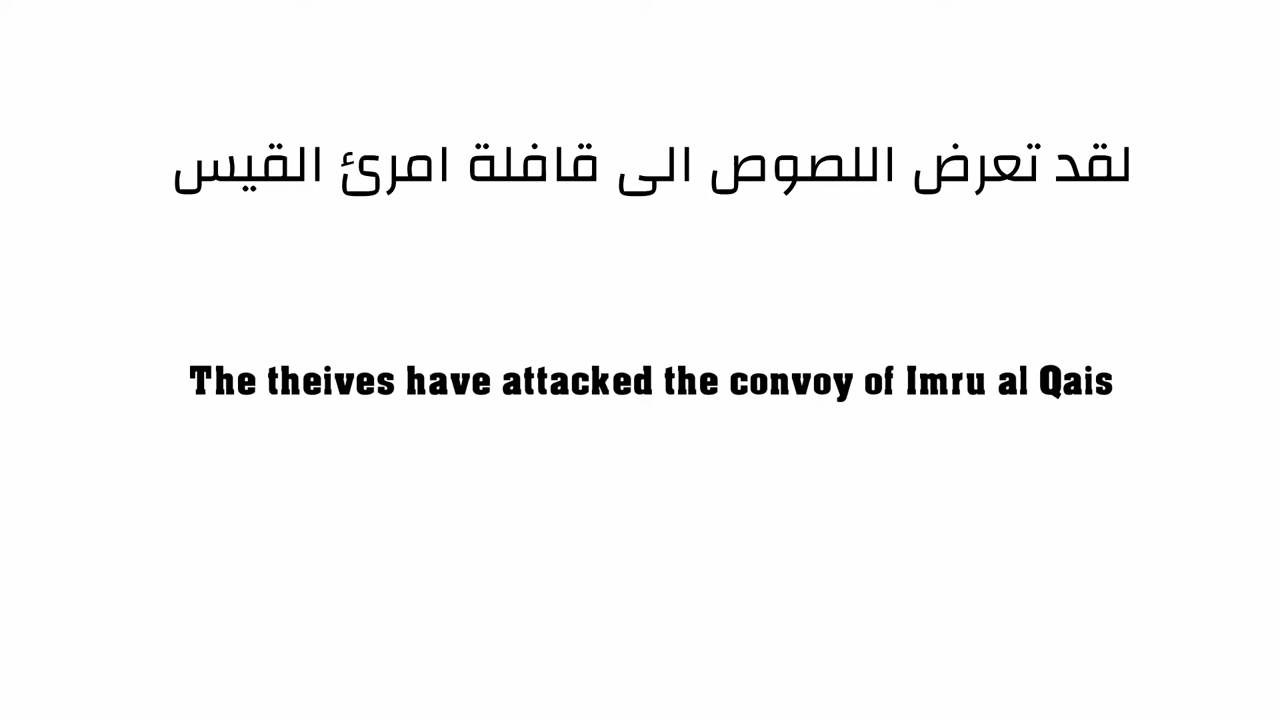 لقد تعرض اللصوص الى قافلة امرئ القيس
The theives have attacked the convoy of Imru al Qais